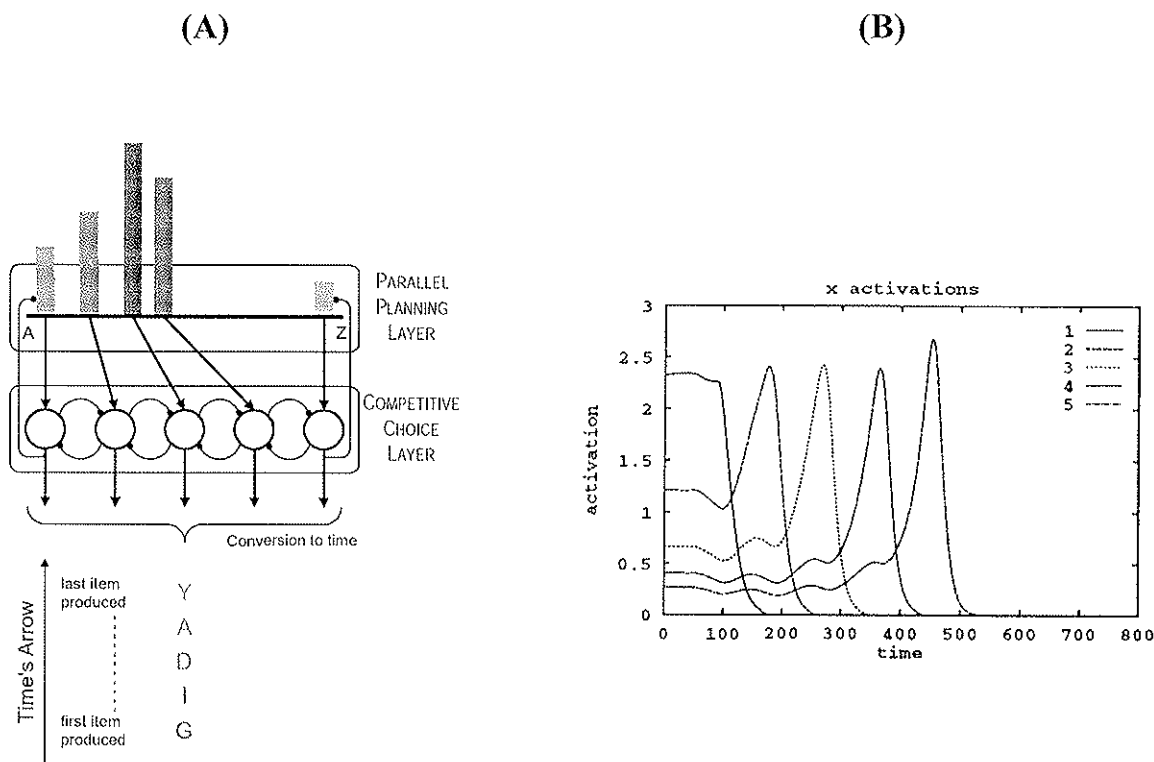 (A)
A
Z
PARALLEL
PLANNING
LAYER
COMPETITIVE
CHOICE
LAYER
Conversion to time
Time's Arrow
last item
produced
first item
produced
Y
A
D
I
G
(B)
x activations
activation
3
2.5
2
1.5
1
0.5
0
0 100 200 300 400 500 600 700 800
time
1
2
3
4
5